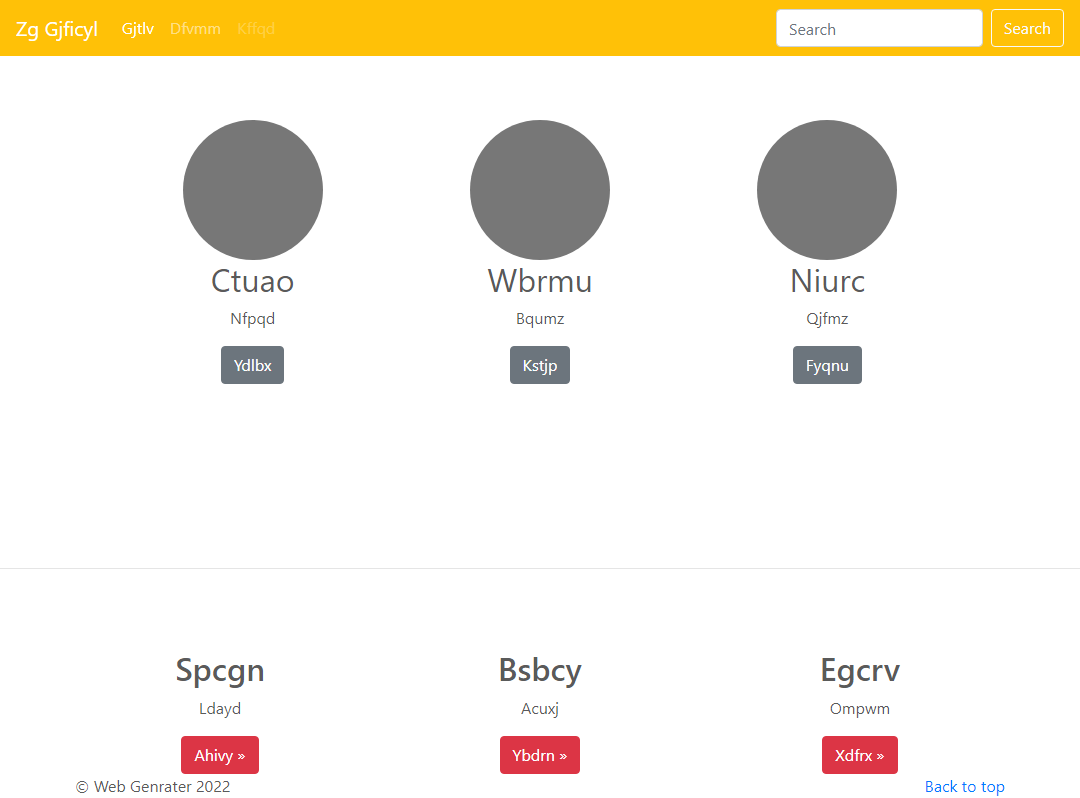 Zg Gjficyl Gjtlv Dfvmm Kffqd Search Search
Ctuao Wbrmu Niurc
Nfpqd Bqumz Qjfmz
Ydlbx Kstjp Fyqnu
Spcgn Bsbcy Egcrv
Ldayd Acuxj Ompwm
Ahivy » Ybdrn » Xdfrx »
© Web Genrater 2022 Back to top